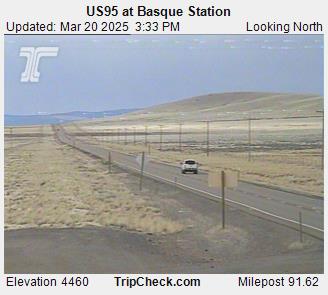 US95 at Basque Station
Updated: Mar 20 2025 3:33 PM Looking North
Elevation 4460 TripCheck.com Milepost 91.62